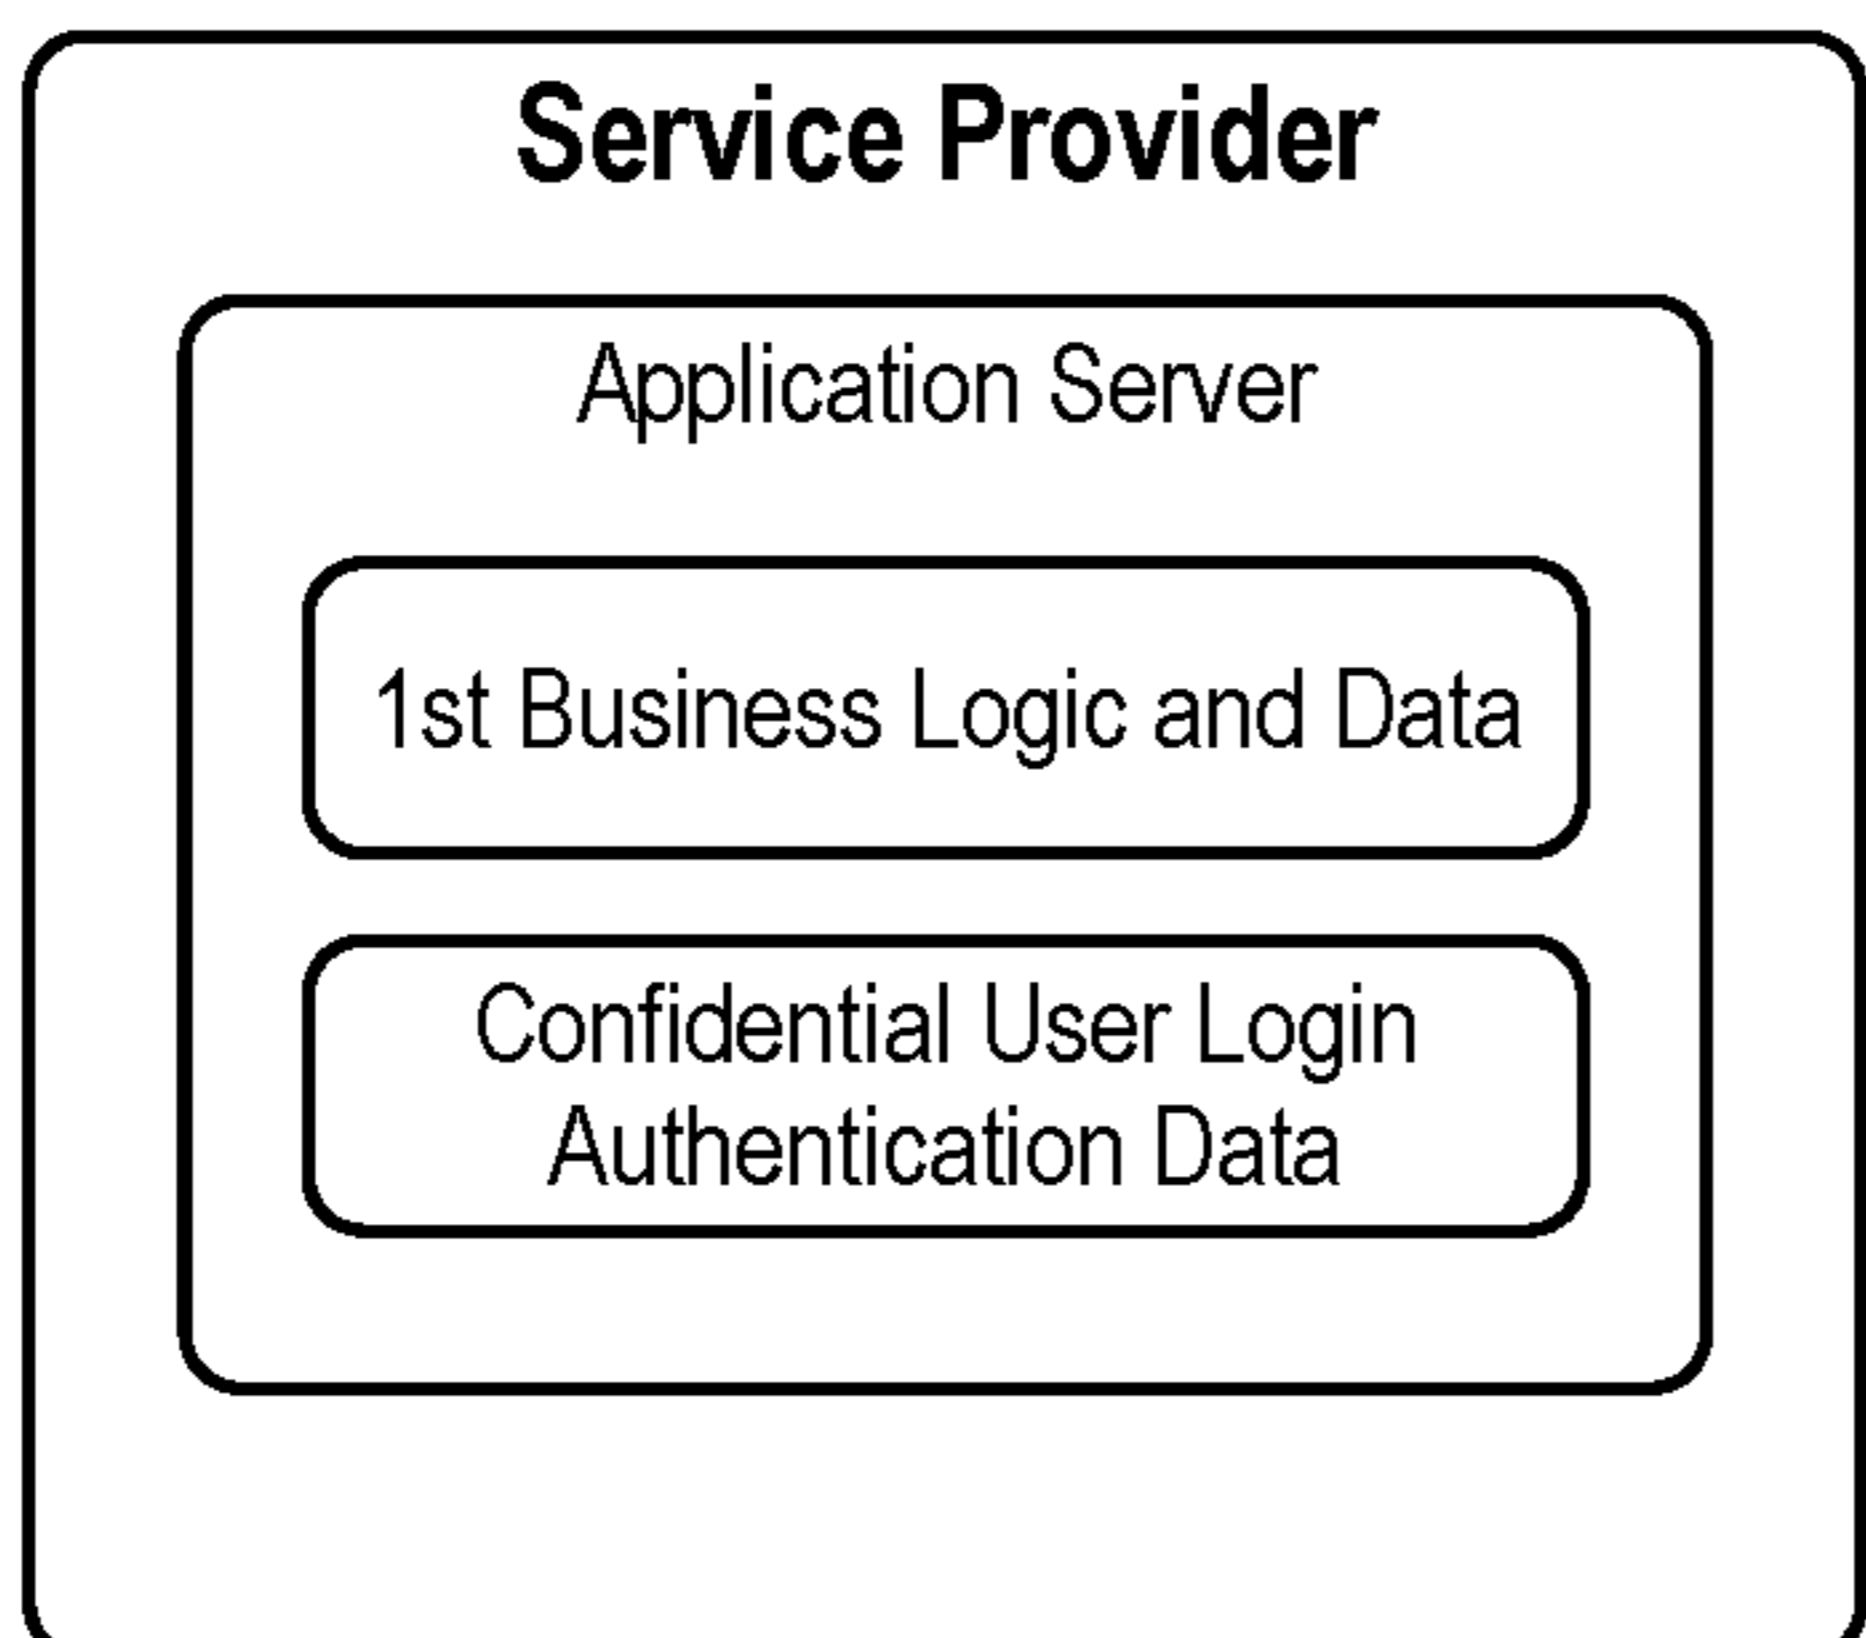 Service Provider
Application Server
1st Business Logic and Data
Confidential User Login
Authentication Data